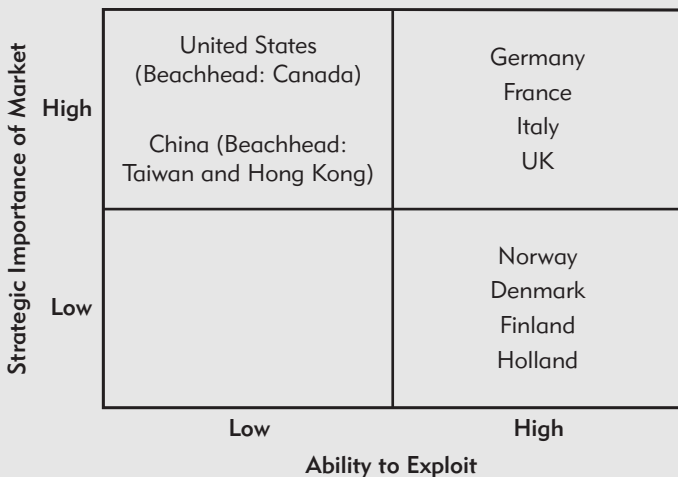 Strategic Importance of Market
High
United States
(Beachhead: Canada)
China (Beachhead:
Taiwan and Hong Kong)
Germany
France
Italy
UK
Low
Norway
Denmark
Finland
Holland
Low
High
Ability to Exploit